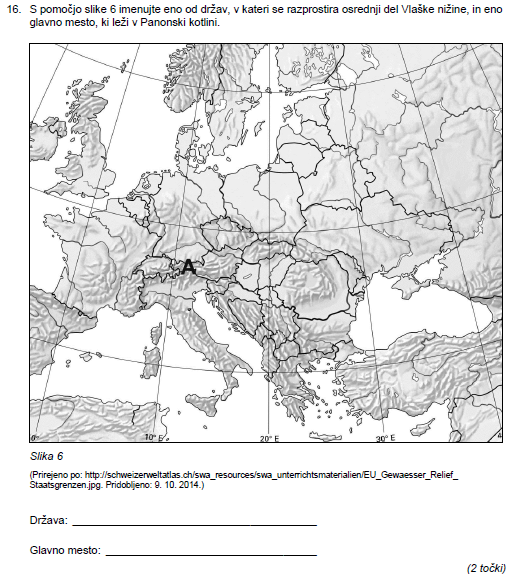 16. S pomočjo slike 6 imenujte eno od držav, v kateri se razprostira osrednji del Vlaške nižine, in eno
glavno mesto, ki leži v Panonski kotlini.
A
0° 10° E 20° E 30° E
Slika 6
(Prirejeno po: http://schweizerweltatlas.ch/swa_resources/swa_unterrichtsmaterialien/EU_Gewaesser_Relief_
Staatsgrenzen.jpg. Pridobljeno: 9. 10. 2014.)
Država:
Glavno mesto:
(2 točki)